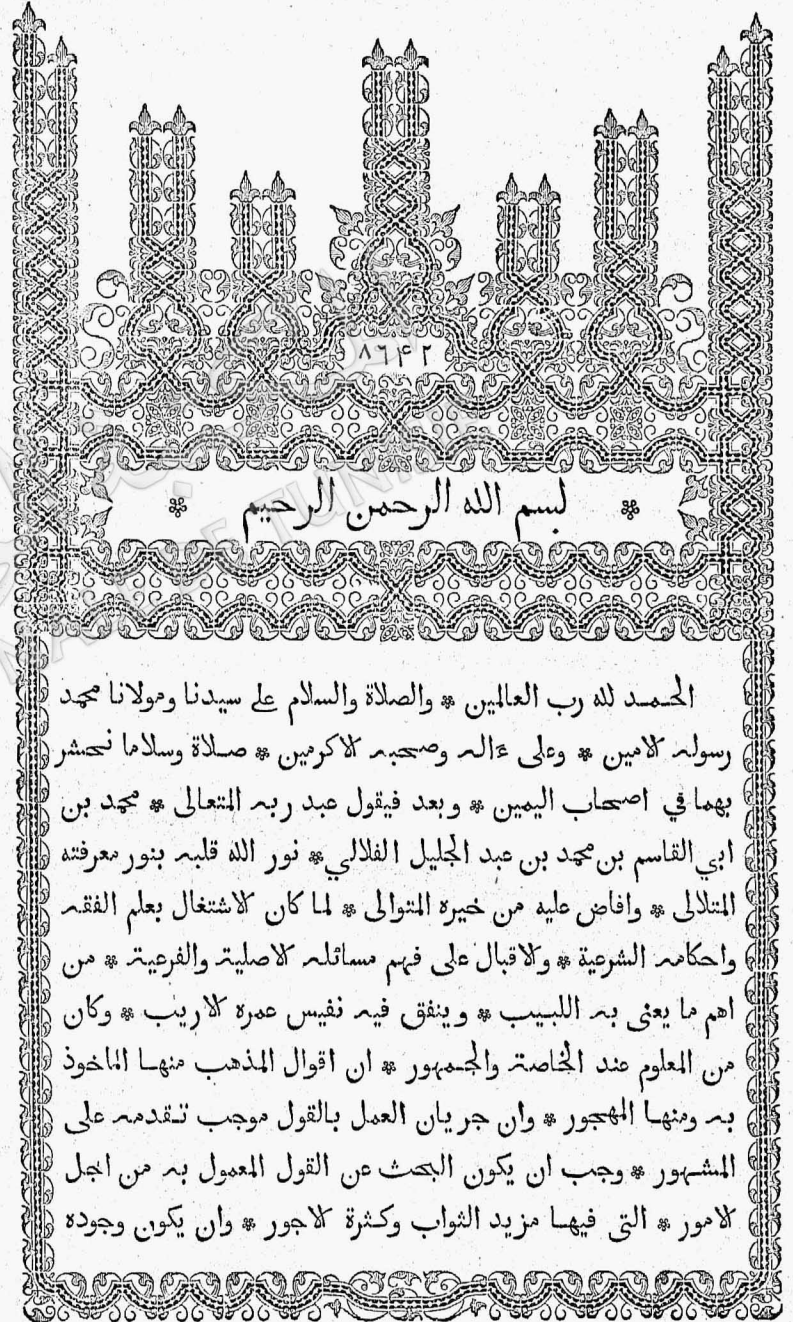 ٨٦٤٢
❋ بسم الله الرحمن الرحيم ❋
الحمد لله رب العالمين ❋ والصلاة والسلام على سيدنا ومولانا محمد
رسوله الامين ❋ وعلى ءاله وصحبه الاكرمين ❋ صلاة وسلاما نحشر
بهما في اصحاب اليمين ❋ وبعد فيقول عبد ربه المتعالى ❋ محمد بن
ابي القاسم بن محمد بن عبد الجليل الفلالي ❋ نور الله قلبه بنور معرفته
المتلالى ❋ وافاض عليه من خيره المتوالى ❋ لما كان الاشتغال بعلم الفقه
واحكامه الشرعية ❋ والاقبال على فهم مسائله الاصلية والفرعية ❋ من
اهم ما يعنى به اللبيب ❋ وينفق فيه نفيس عمره الاريب ❋ وكان
من المعلوم عند الخاصة والجمهور ❋ ان اقوال المذهب منها الماخوذ
به ومنها المهجور ❋ وان جريان العمل بالقول موجب تقدمه على
المشهور ❋ وجب ان يكون البحث عن القول المعمول به من اجل
الامور ❋ التى فيها مزيد الثواب وكثرة الاجور ❋ وان يكون وجوده